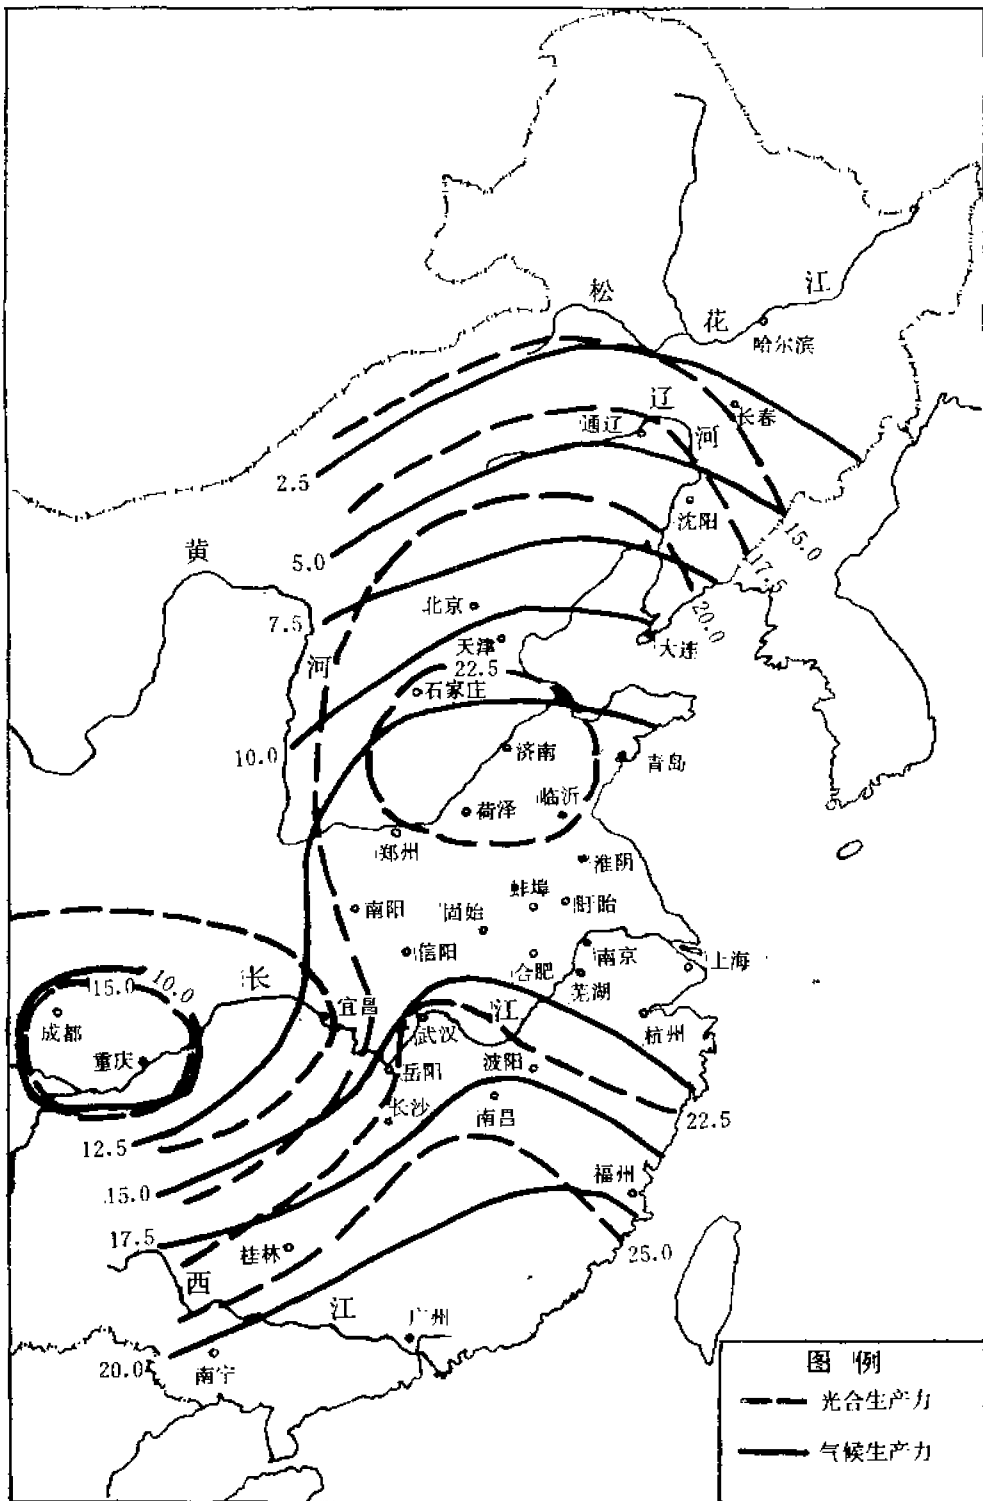 松
江
花
哈尔滨
辽
长春
通辽
河
2.5
沈阳
15.0
黄
5.0
17.5
20.0
北京
7.5
天津
大连
河
22.5
石家庄
10.0
济南
青岛
荷泽
临沂
郑州
淮阴
蚌埠
南阳
固始
盱眙
信阳
合肥
南京
上海
长
15.0
10.0
芜湖
宜昌
江
成都
武汉
杭州
重庆
岳阳
波阳
长沙
南昌
22.5
12.5
15.0
福州
17.5
桂林
25.0
西
江
广州
20.0
南宁
图例
光合生产力
气候生产力